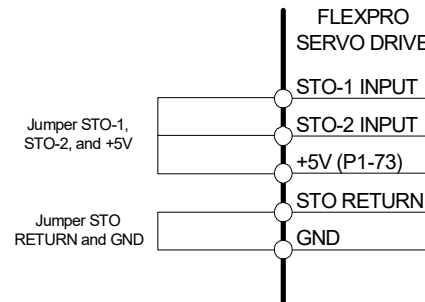 FLEXPRO
SERVO DRIVE
STO-1 INPUT
Jumper STO-1,
STO-2, and +5V
STO-2 INPUT
+5V (P1-73)
STO RETURN
Jumper STO
RETURN and GND
GND